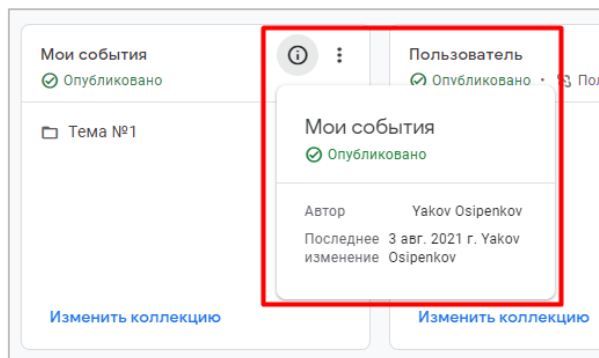 Мои события
Опубликовано
Тема №1
Изменить коллекцию
Пользователь
Опубликовано ·
Мои события
Опубликовано
Автор Yakov Osipenkov
Последнее 3 авг. 2021 г. Yakov
изменение Osipenkov
Изменить коллекцию